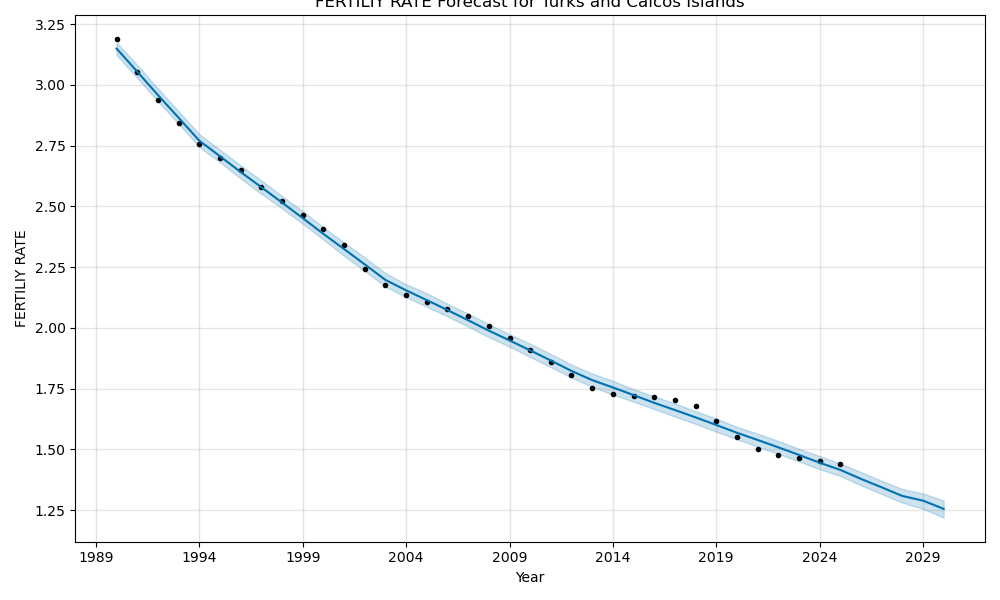 FERTILIY RATE Forecast for Turks and Caicos Islands
3.25
3.00
2.75
2.50
2.25
2.00
1.75
1.50
1.25
FERTILIY RATE
1989 1994 1999 2004 2009 2014 2019 2024 2029
Year